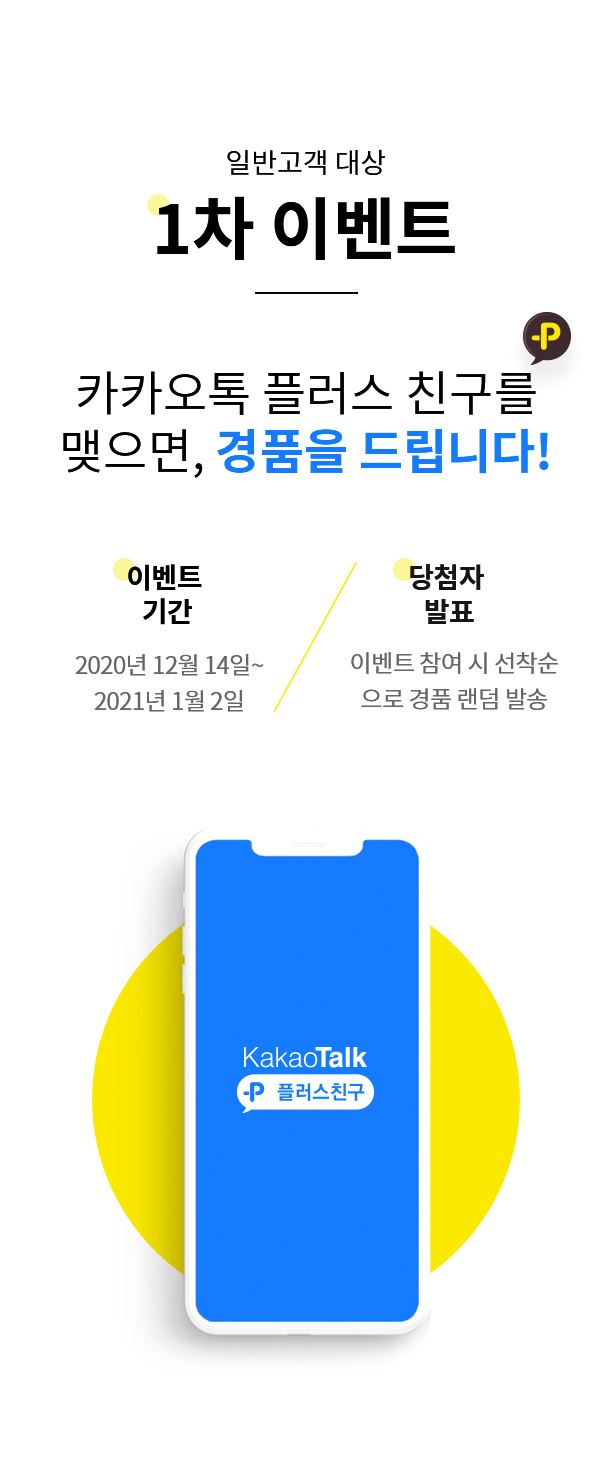 일반고객 대상
1차 이벤트
카카오톡 플러스 친구를
맺으면, 경품을 드립니다!
이벤트
기간
2020년 12월 14일~
2021년 1월 2일
당첨자
발표
이벤트 참여 시 선착순
으로 경품 랜덤 발송
KakaoTalk
플러스친구